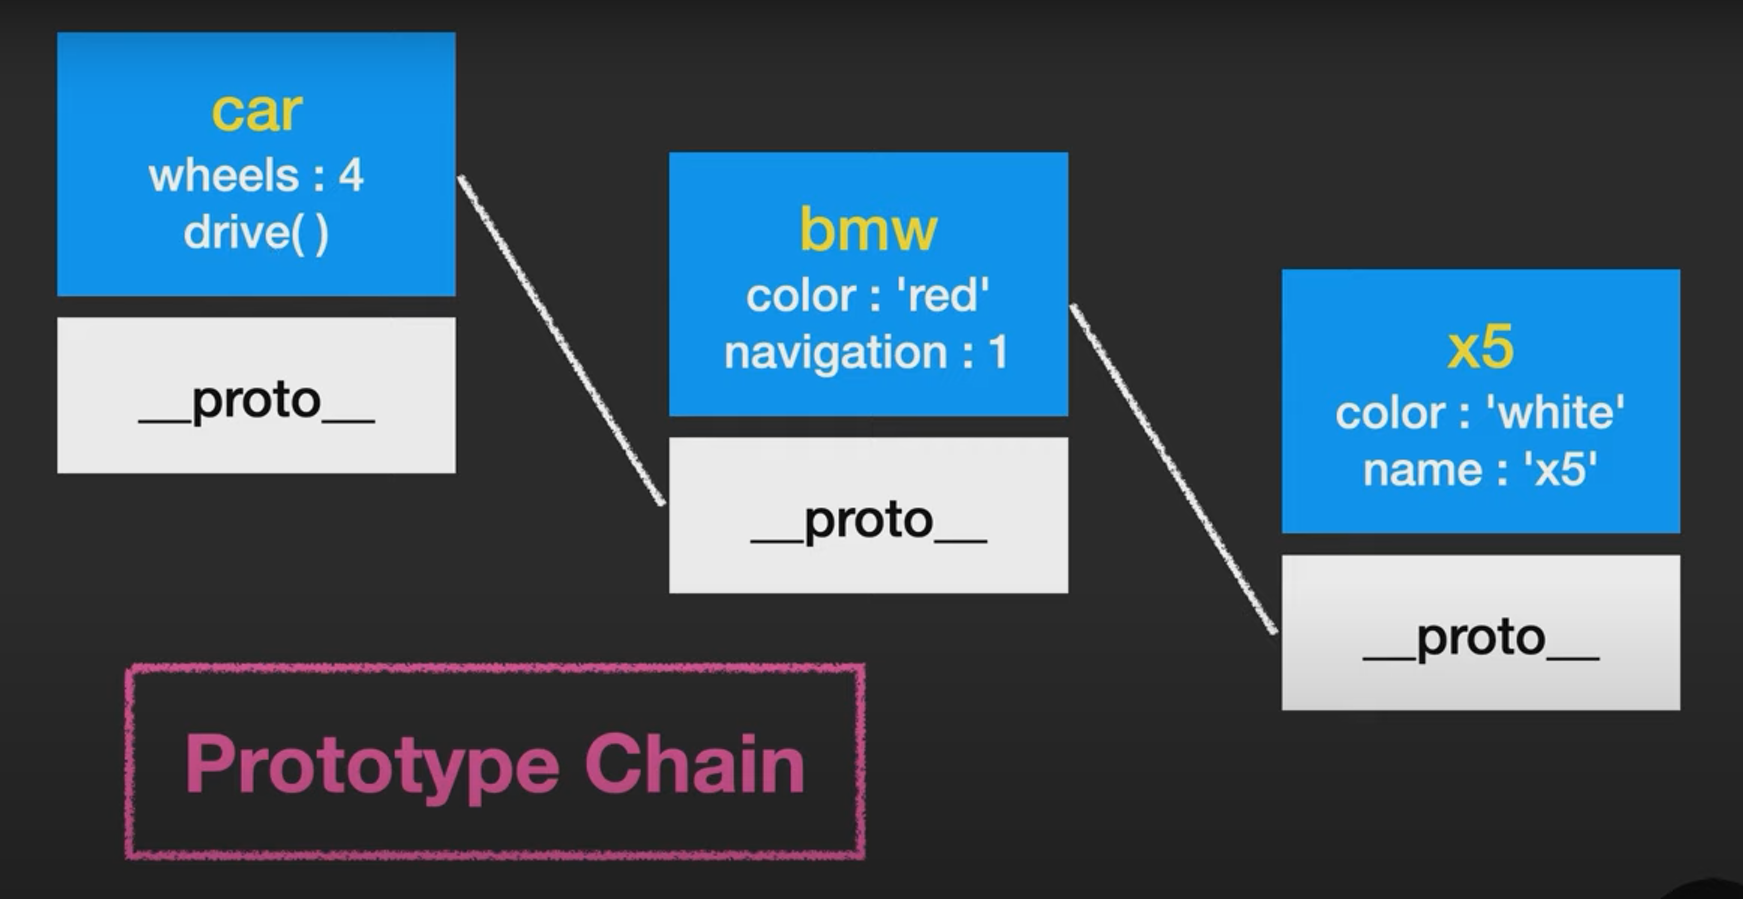 car
wheels : 4
drive( )
__proto__
bmw
color : 'red'
navigation : 1
__proto__
x5
color : 'white'
name : 'x5'
__proto__
Prototype Chain